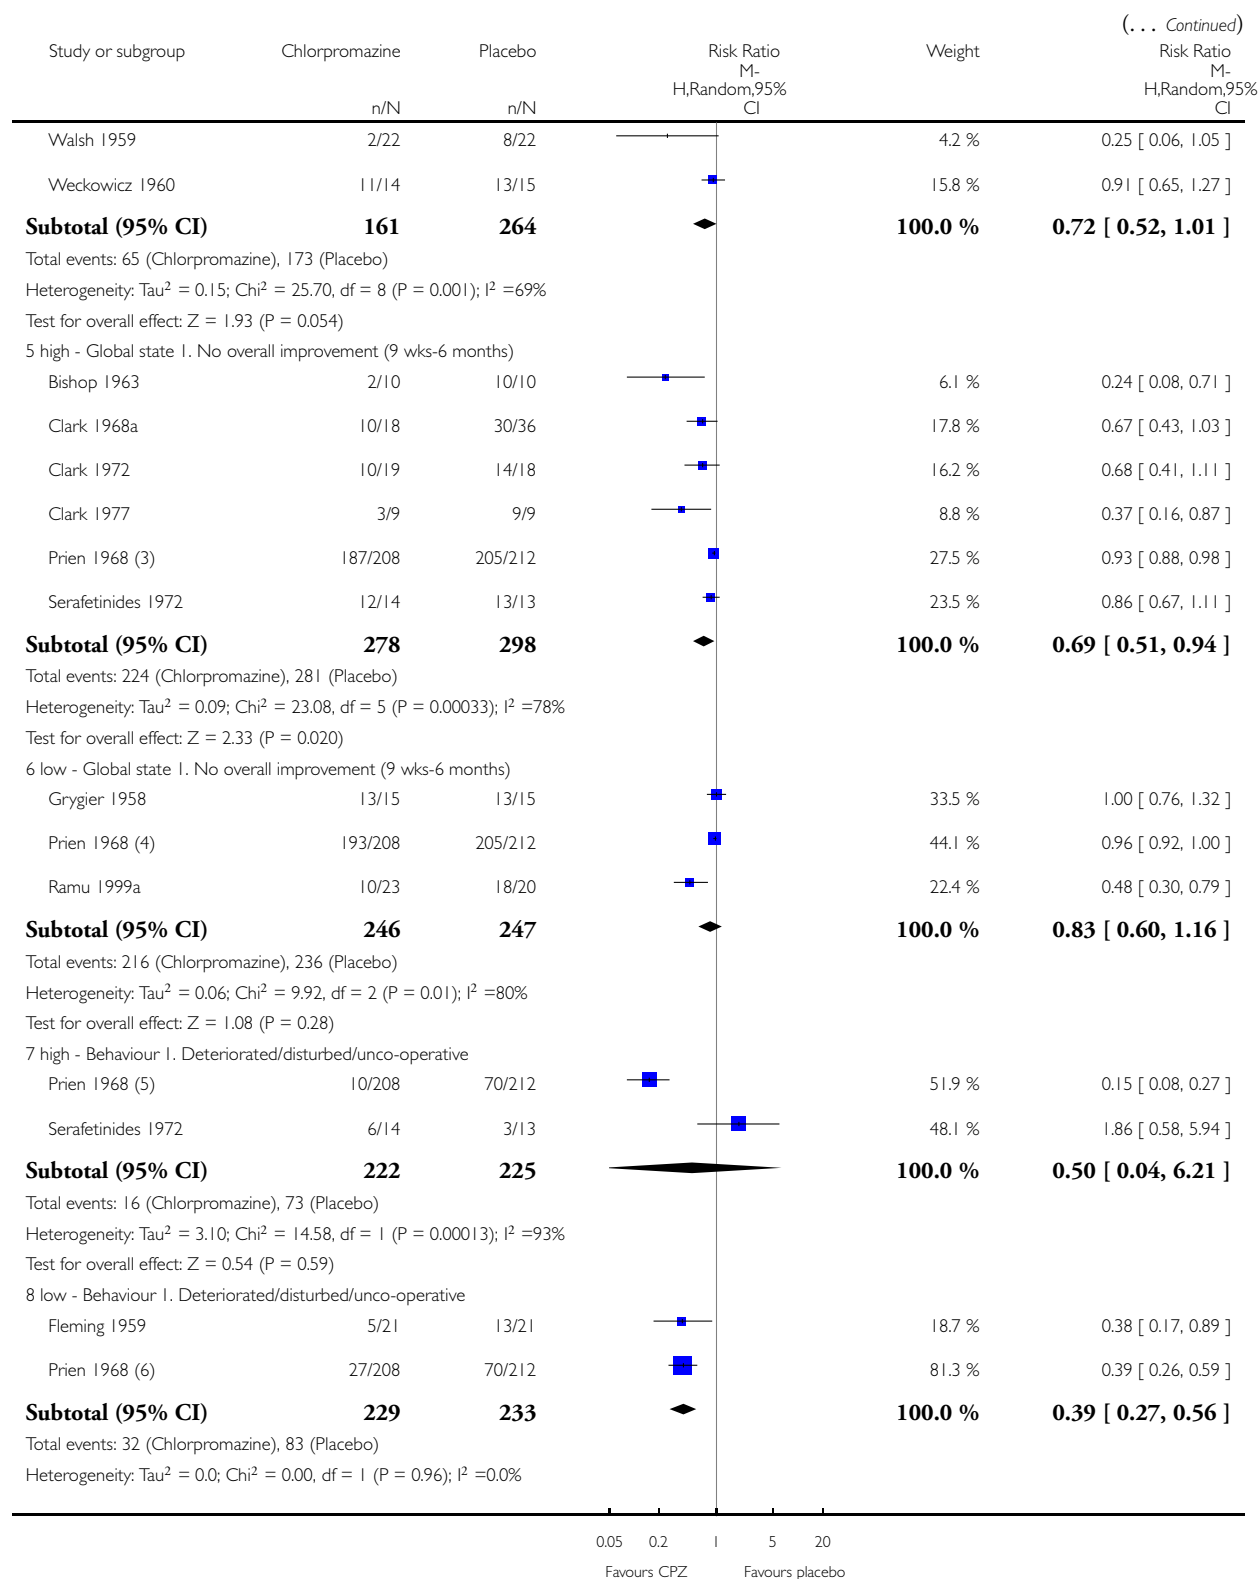 (... Continued)
Study or subgroup Chlorpromazine Placebo Risk Ratio Weight Risk Ratio
M- M-
H,Random,95% H,Random,95%
n/N n/N CI CI
Walsh 1959 2/22 8/22 4.2 % 0.25 [ 0.06, 1.05 ]
Weckowicz 1960 11/14 13/15 15.8 % 0.91 [ 0.65, 1.27 ]
Subtotal (95% CI) 161 264 100.0 % 0.72 [ 0.52, 1.01 ]
Total events: 65 (Chlorpromazine), 173 (Placebo)
Heterogeneity: Tau² = 0.15; Chi² = 25.70, df = 8 (P = 0.001); I² =69%
Test for overall effect: Z = 1.93 (P = 0.054)
5 high - Global state 1. No overall improvement (9 wks-6 months)
Bishop 1963 2/10 10/10 6.1 % 0.24 [ 0.08, 0.71 ]
Clark 1968a 10/18 30/36 17.8 % 0.67 [ 0.43, 1.03 ]
Clark 1972 10/19 14/18 16.2 % 0.68 [ 0.41, 1.11 ]
Clark 1977 3/9 9/9 8.8 % 0.37 [ 0.16, 0.87 ]
Prien 1968 (3) 187/208 205/212 27.5 % 0.93 [ 0.88, 0.98 ]
Serafetinides 1972 12/14 13/13 23.5 % 0.86 [ 0.67, 1.11 ]
Subtotal (95% CI) 278 298 100.0 % 0.69 [ 0.51, 0.94 ]
Total events: 224 (Chlorpromazine), 281 (Placebo)
Heterogeneity: Tau² = 0.09; Chi² = 23.08, df = 5 (P = 0.00033); I² =78%
Test for overall effect: Z = 2.33 (P = 0.020)
6 low - Global state 1. No overall improvement (9 wks-6 months)
Grygier 1958 13/15 13/15 33.5 % 1.00 [ 0.76, 1.32 ]
Prien 1968 (4) 193/208 205/212 44.1 % 0.96 [ 0.92, 1.00 ]
Ramu 1999a 10/23 18/20 22.4 % 0.48 [ 0.30, 0.79 ]
Subtotal (95% CI) 246 247 100.0 % 0.83 [ 0.60, 1.16 ]
Total events: 216 (Chlorpromazine), 236 (Placebo)
Heterogeneity: Tau² = 0.06; Chi² = 9.92, df = 2 (P = 0.01); I² =80%
Test for overall effect: Z = 1.08 (P = 0.28)
7 high - Behaviour 1. Deteriorated/disturbed/unco-operative
Prien 1968 (5) 10/208 70/212 51.9 % 0.15 [ 0.08, 0.27 ]
Serafetinides 1972 6/14 3/13 48.1 % 1.86 [ 0.58, 5.94 ]
Subtotal (95% CI) 222 225 100.0 % 0.50 [ 0.04, 6.21 ]
Total events: 16 (Chlorpromazine), 73 (Placebo)
Heterogeneity: Tau² = 3.10; Chi² = 14.58, df = 1 (P = 0.00013); I² =93%
Test for overall effect: Z = 0.54 (P = 0.59)
8 low - Behaviour 1. Deteriorated/disturbed/unco-operative
Fleming 1959 5/21 13/21 18.7 % 0.38 [ 0.17, 0.89 ]
Prien 1968 (6) 27/208 70/212 81.3 % 0.39 [ 0.26, 0.59 ]
Subtotal (95% CI) 229 233 100.0 % 0.39 [ 0.27, 0.56 ]
Total events: 32 (Chlorpromazine), 83 (Placebo)
Heterogeneity: Tau² = 0.0; Chi² = 0.00, df = 1 (P = 0.96); I² =0.0%
0.05 0.2 1 5 20
Favours CPZ Favours placebo